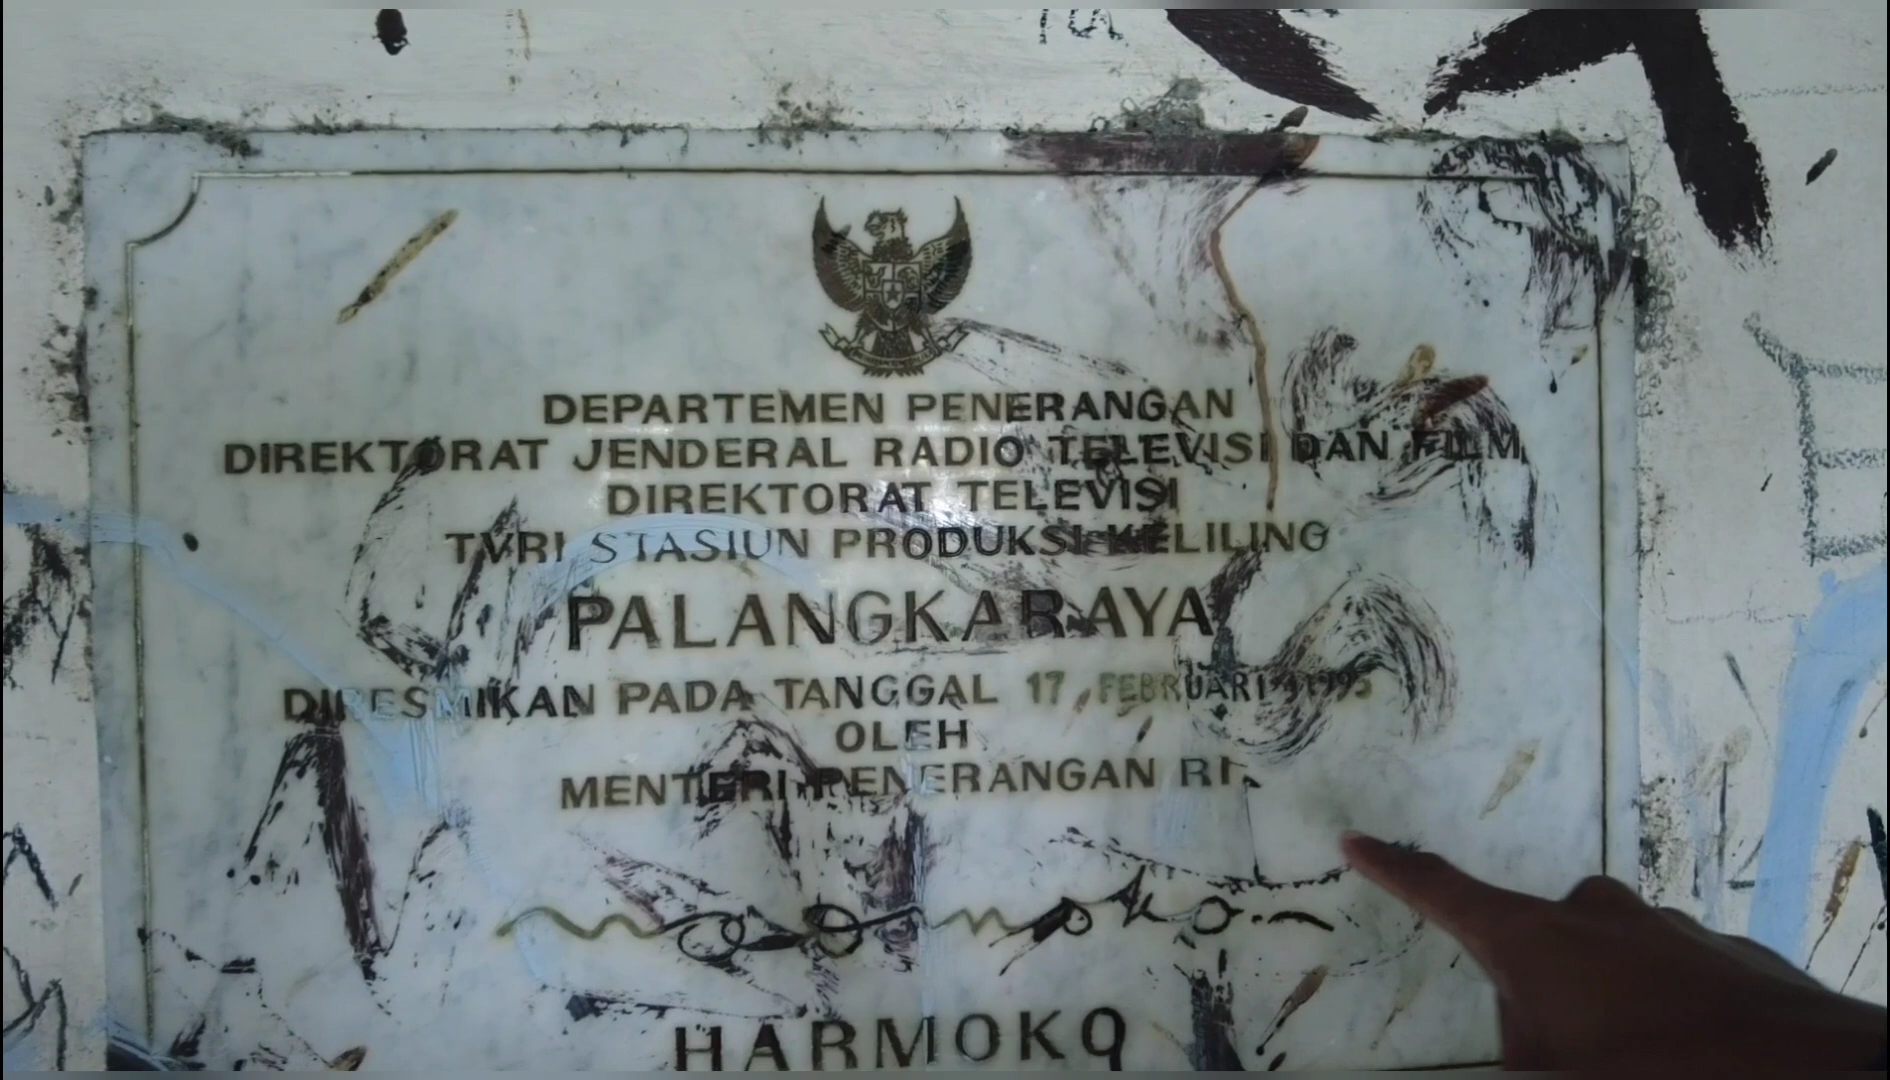 DEPARTEMEN PENERANGAN
DIREKTORAT JENDERAL RADIO TELEVISI DAN FILM
DIREKTORAT TELEVISI
TVRI STASIUN PRODUKSI KELILING
PALANGKARAYA
DIRESMIKAN PADA TANGGAL 17 FEBRUARI
OLEH
MENTERI PENERANGAN RI
HARMOKO